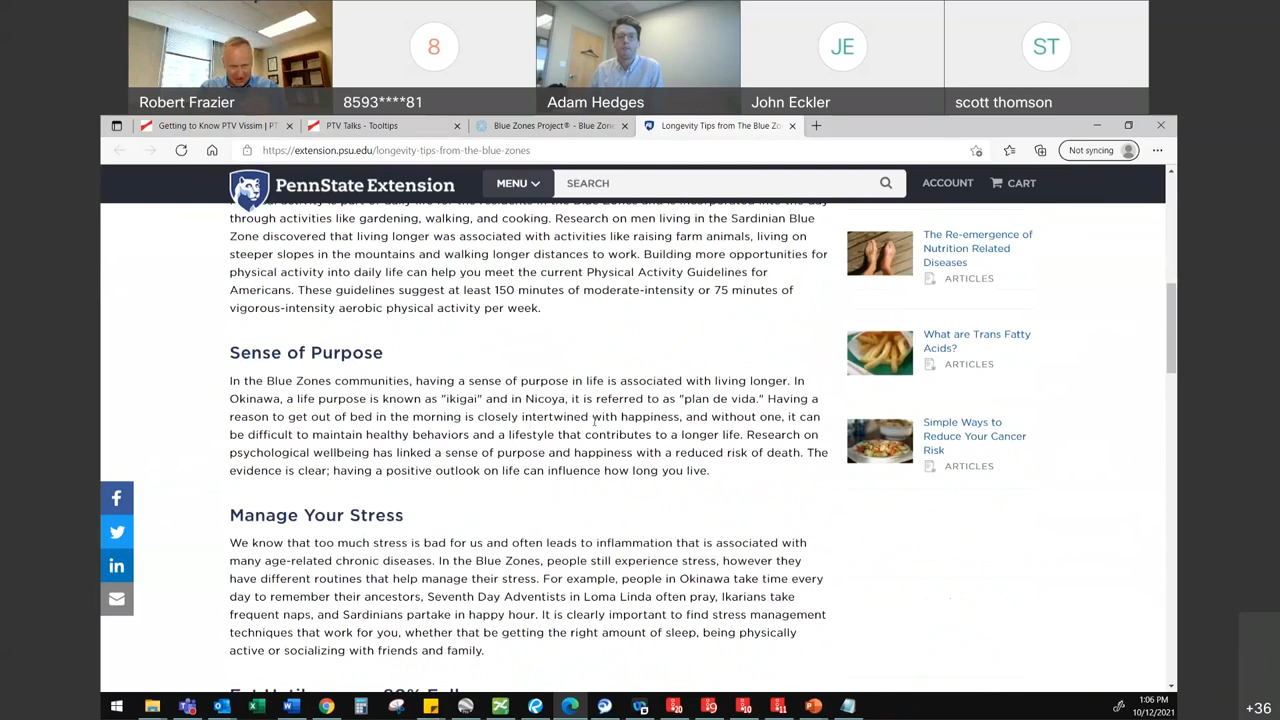 8
JE
ST
Robert Frazier
8593****81
Adam Hedges
John Eckler
scott thomson
Getting to Know PTV Vissim | PT
PTV Talks - Tooltips
Blue Zones Project® - Blue Zone
Longevity Tips from The Blue Zo
https://extension.psu.edu/longevity-tips-from-the-blue-zones
Not syncing
PennState Extension
MENU
SEARCH
ACCOUNT
CART
through activities like gardening, walking, and cooking. Research on men living in the Sardinian Blue
Zone discovered that living longer was associated with activities like raising farm animals, living on
steeper slopes in the mountains and walking longer distances to work. Building more opportunities for
physical activity into daily life can help you meet the current Physical Activity Guidelines for
Americans. These guidelines suggest at least 150 minutes of moderate-intensity or 75 minutes of
vigorous-intensity aerobic physical activity per week.
Sense of Purpose
In the Blue Zones communities, having a sense of purpose in life is associated with living longer. In
Okinawa, a life purpose is known as "ikigai" and in Nicoya, it is referred to as "plan de vida." Having a
reason to get out of bed in the morning is closely intertwined with happiness, and without one, it can
be difficult to maintain healthy behaviors and a lifestyle that contributes to a longer life. Research on
psychological wellbeing has linked a sense of purpose and happiness with a reduced risk of death. The
evidence is clear; having a positive outlook on life can influence how long you live.
Manage Your Stress
We know that too much stress is bad for us and often leads to inflammation that is associated with
many age-related chronic diseases. In the Blue Zones, people still experience stress, however they
have different routines that help manage their stress. For example, people in Okinawa take time every
day to remember their ancestors, Seventh Day Adventists in Loma Linda often pray, Ikarians take
frequent naps, and Sardinians partake in happy hour. It is clearly important to find stress management
techniques that work for you, whether that be getting the right amount of sleep, being physically
active or socializing with friends and family.
The Re-emergence of
Nutrition Related
Diseases
ARTICLES
What are Trans Fatty
Acids?
ARTICLES
Simple Ways to
Reduce Your Cancer
Risk
ARTICLES
1:06 PM
10/12/2021
+36